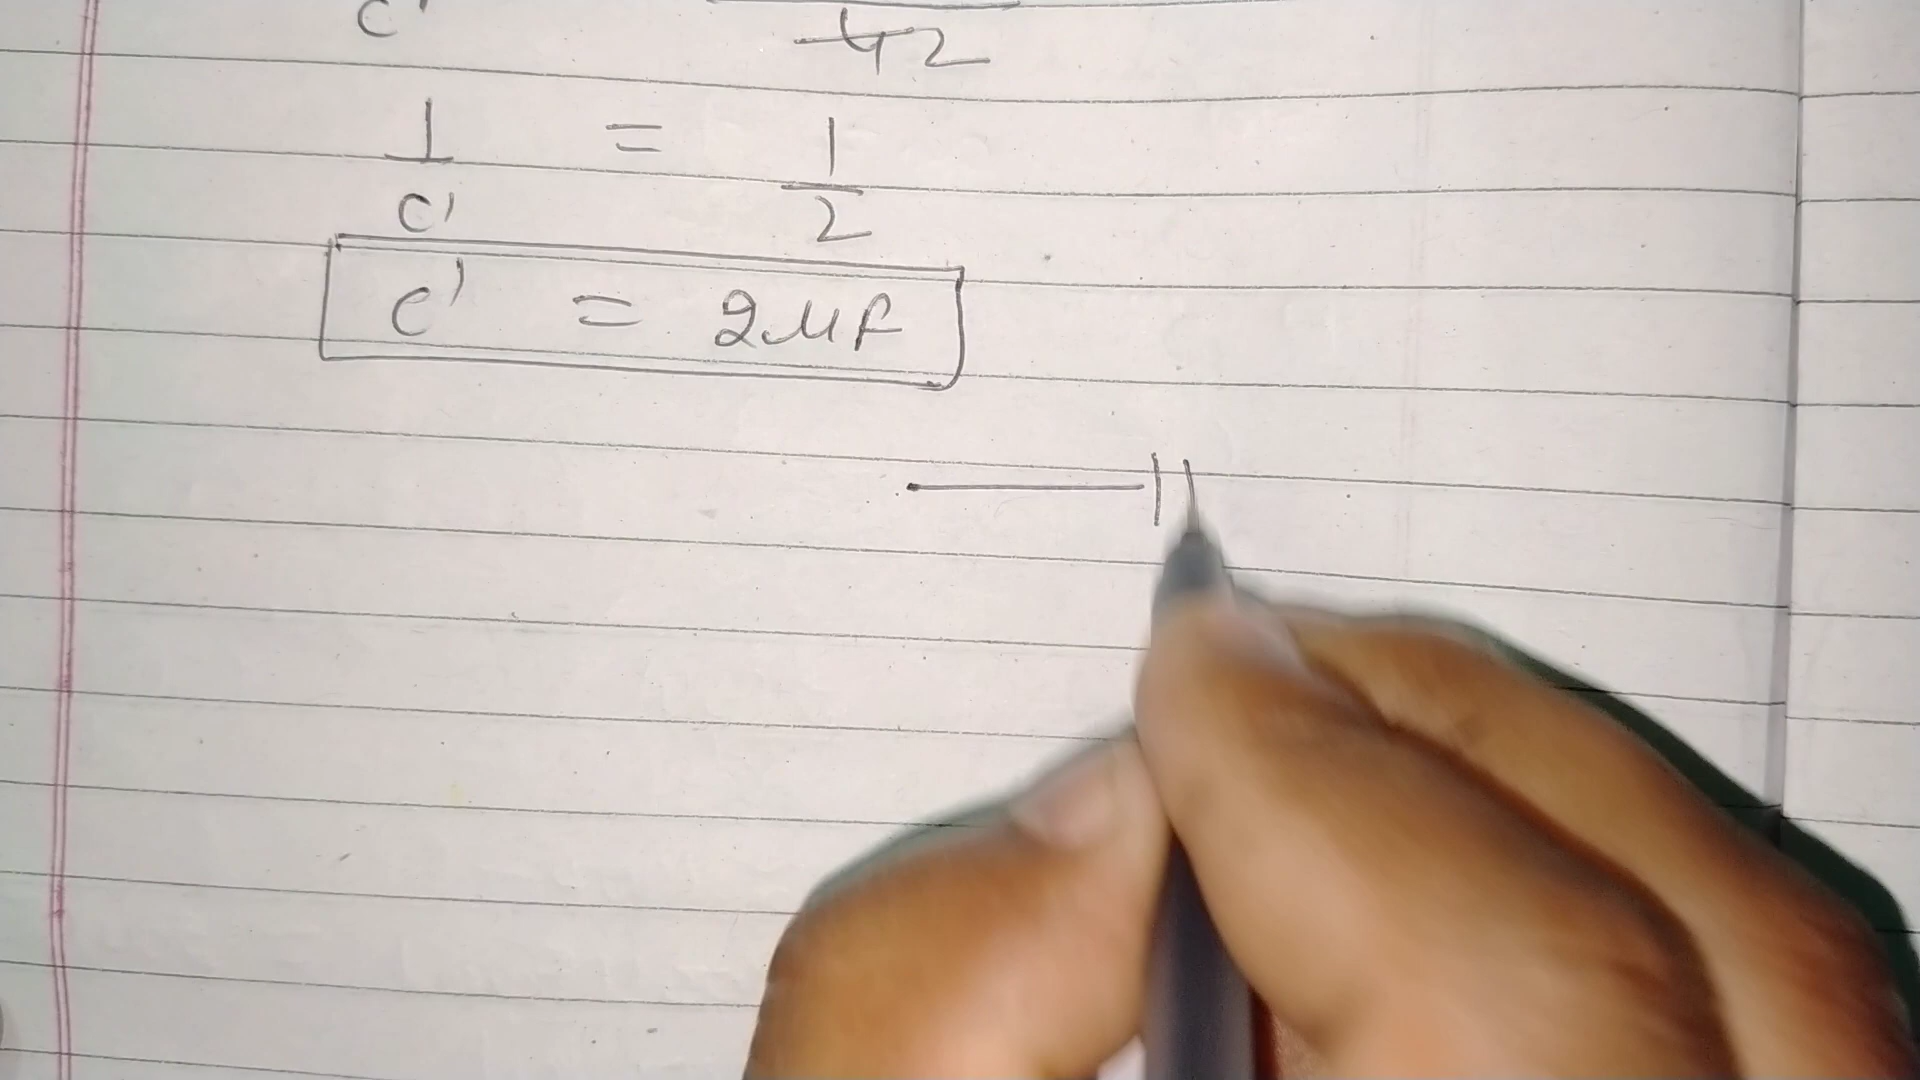 C'
42
1/C' = 1/2
C' = 2μF